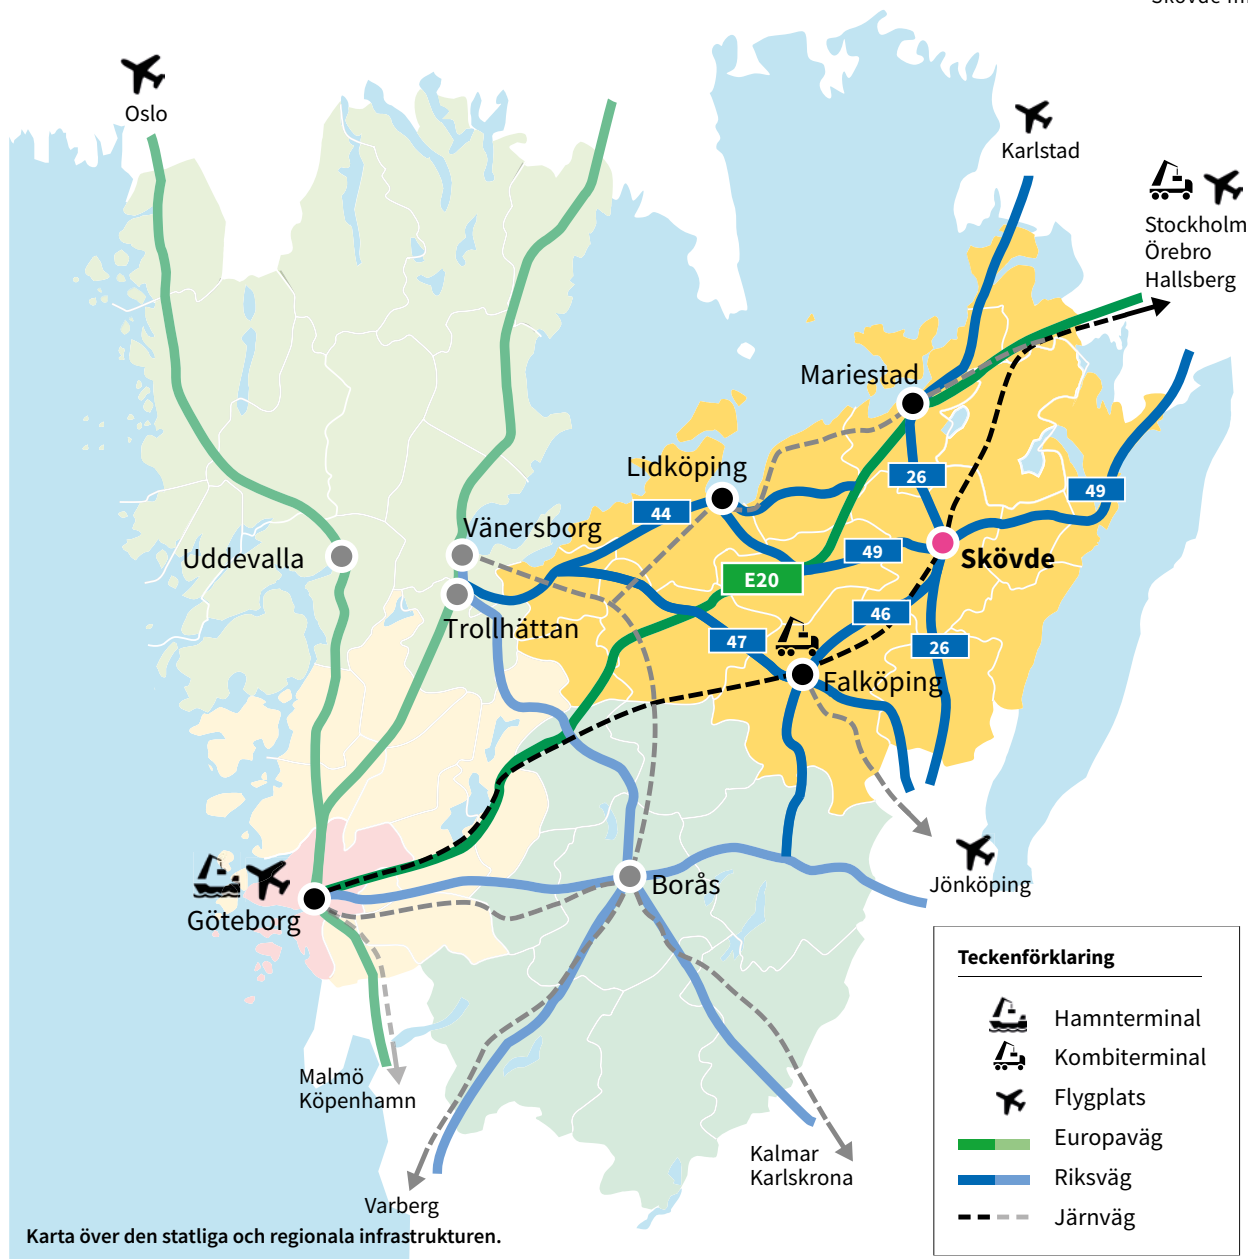 Oslo
Karlstad
Stockholm
Örebro
Hallsberg
Mariestad
Lidköping
26
49
44
Vänersborg
Uddevalla
49
Skövde
E20
46
Trollhättan
47
26
Falköping
Borås
Jönköping
Göteborg
Malmö
Köpenhamn
Kalmar
Karlskrona
Varberg
Teckenförklaring
Hamnterminal
Kombiterminal
Flygplats
Europaväg
Riksväg
Järnväg
Karta över den statliga och regionala infrastrukturen.